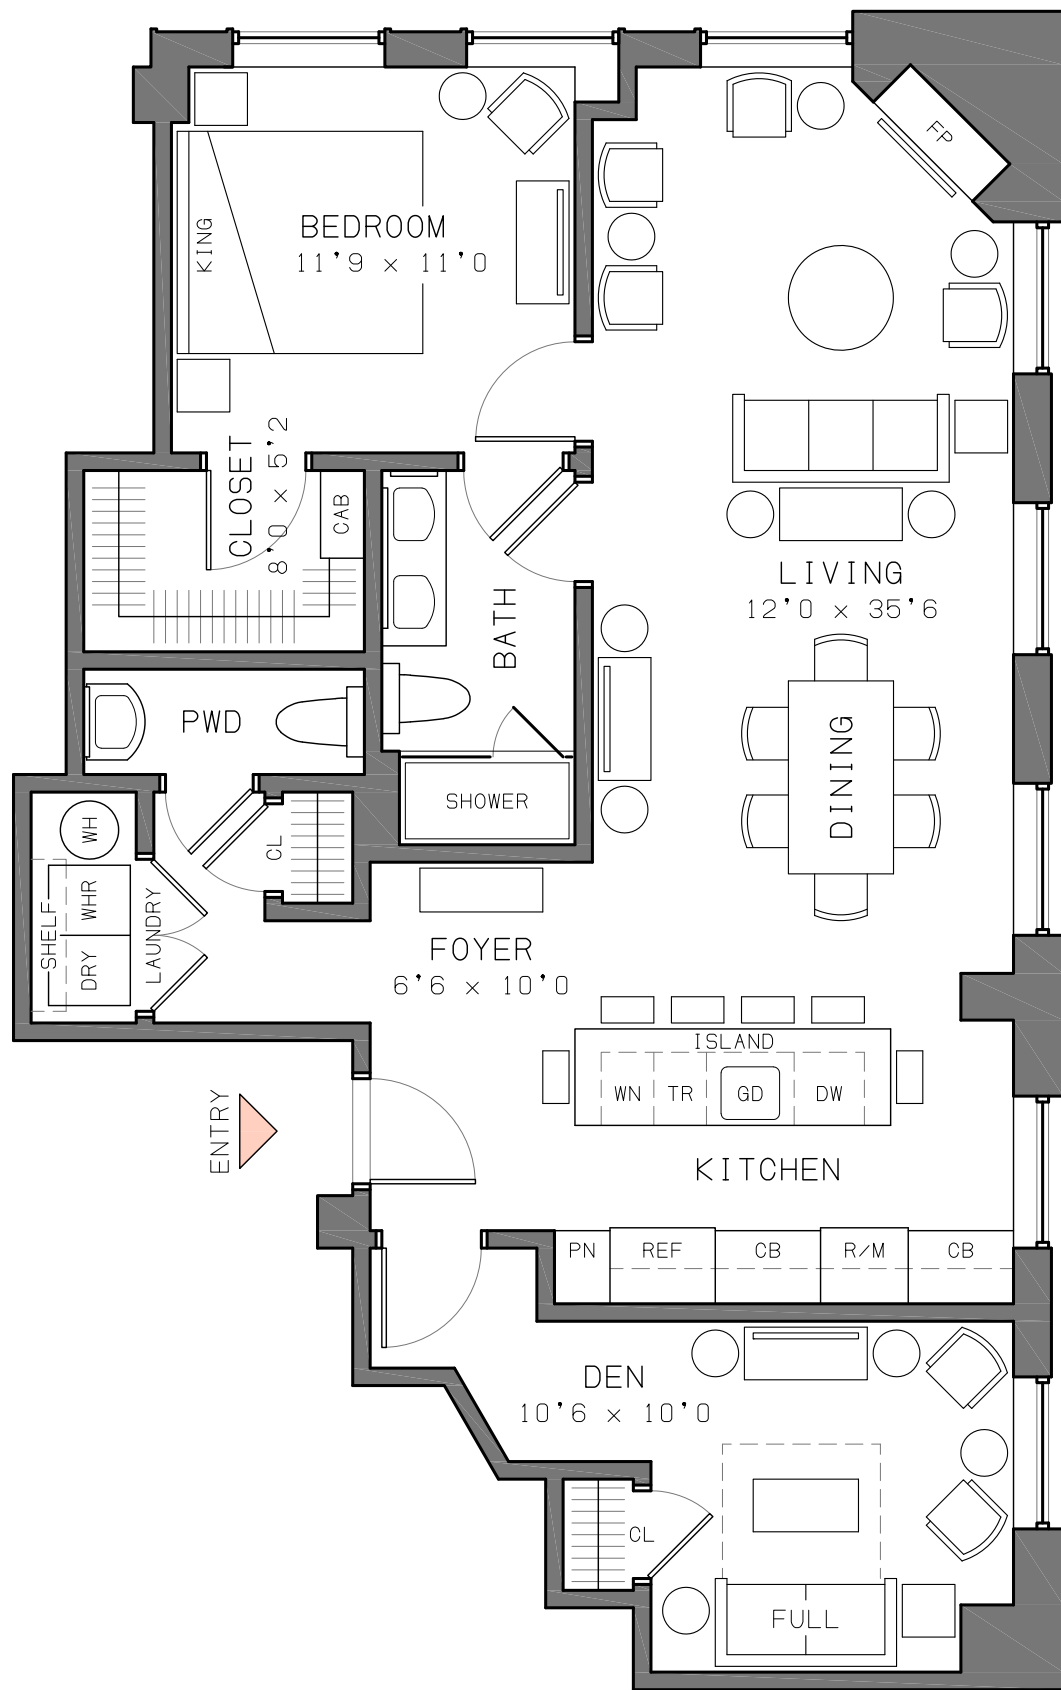 FP
KING
BEDROOM
11'9 x 11'0
CLOSET
8'0 x 5'2
CAB
LIVING
12'0 x 35'6
BATH
PWD
DINING
SHOWER
WH
CL
SHELF
WHR
DRY
LAUNDRY
FOYER
6'6 x 10'0
ISLAND
WN TR GD DW
ENTRY
KITCHEN
PN REF CB R/M CB
DEN
10'6 x 10'0
CL
FULL